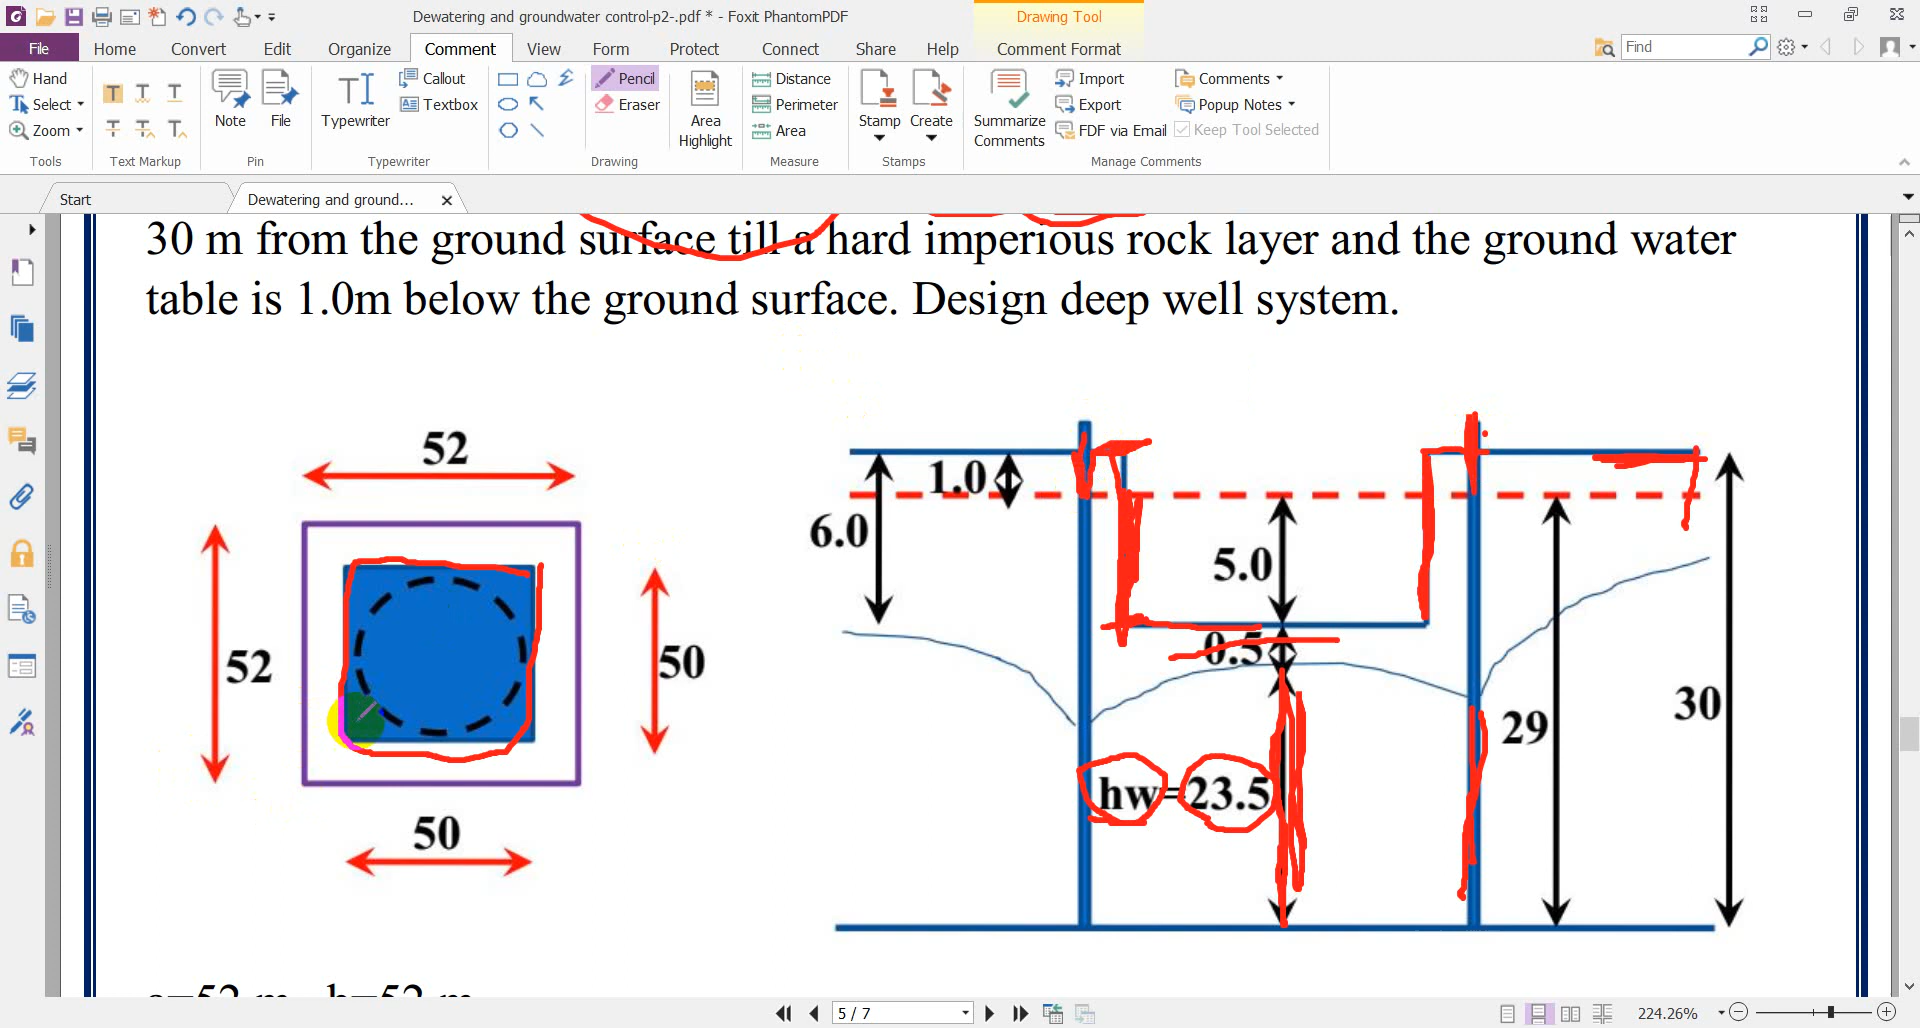 Dewatering and groundwater control-p2-.pdf * - Foxit PhantomPDF
Drawing Tool
File Home Convert Edit Organize Comment View Form Protect Connect Share Help Comment Format
Find
Hand
Select
Zoom
Tools
Text Markup
Note
File
Pin
Typewriter
Callout
Textbox
Typewriter
Pencil
Eraser
Drawing
Area Highlight
Distance
Perimeter
Area
Measure
Stamp
Create
Stamps
Summarize Comments
Import
Export
FDF via Email
Comments
Popup Notes
Keep Tool Selected
Manage Comments
Start
Dewatering and ground...
30 m from the ground surface till a hard imperious rock layer and the ground water
table is 1.0m below the ground surface. Design deep well system.
52
52
50
50
1.0
6.0
5.0
0.5
hw=23.5
29
30
a=52 m b=52 m
5 / 7
224.26%